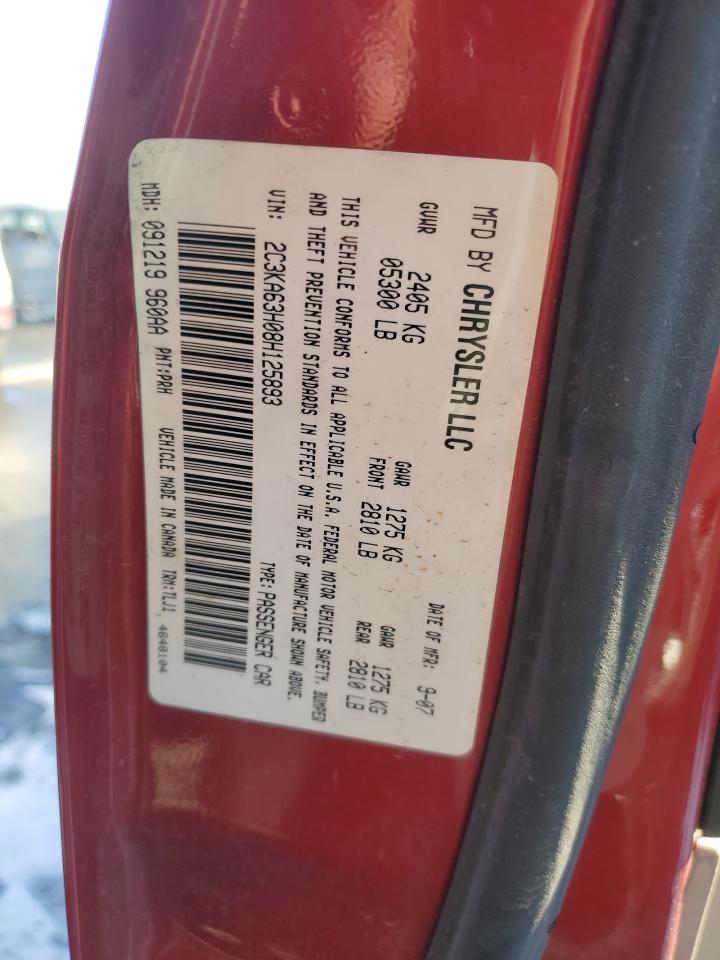 MFD BY CHRYSLER LLC
DATE OF MFR: 9-07
GVWR 2405 KG
05300 LB
GAWR FRONT 1275 KG
2810 LB
GAWR REAR 1275 KG
2810 LB
THIS VEHICLE CONFORMS TO ALL APPLICABLE U.S.A. FEDERAL MOTOR VEHICLE SAFETY, BUMPER
AND THEFT PREVENTION STANDARDS IN EFFECT ON THE DATE OF MANUFACTURE SHOWN ABOVE.
VIN: 2C3KA63H08H125893 TYPE: PASSENGER CAR
MDH: 091219 960AA PNT: PRH VEHICLE MADE IN CANADA TRM: TLJ1 4648104